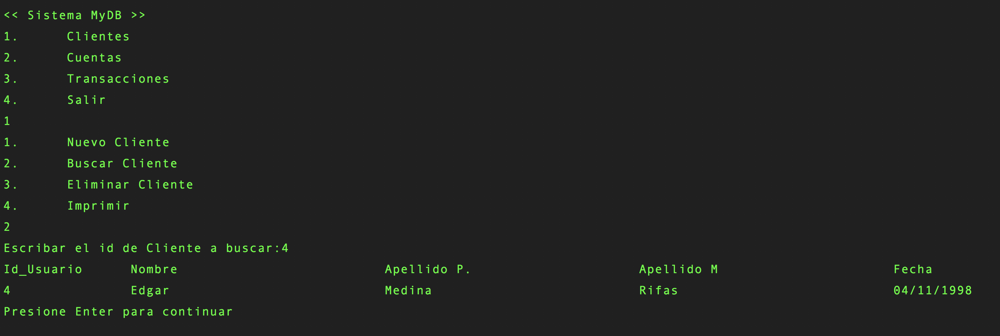 << Sistema MyDB >>
1. Clientes
2. Cuentas
3. Transacciones
4. Salir
1
1. Nuevo Cliente
2. Buscar Cliente
3. Eliminar Cliente
4. Imprimir
2
Escribar el id de Cliente a buscar:4
Id_Usuario Nombre Apellido P. Apellido M Fecha
4 Edgar Medina Rifas 04/11/1998
Presione Enter para continuar